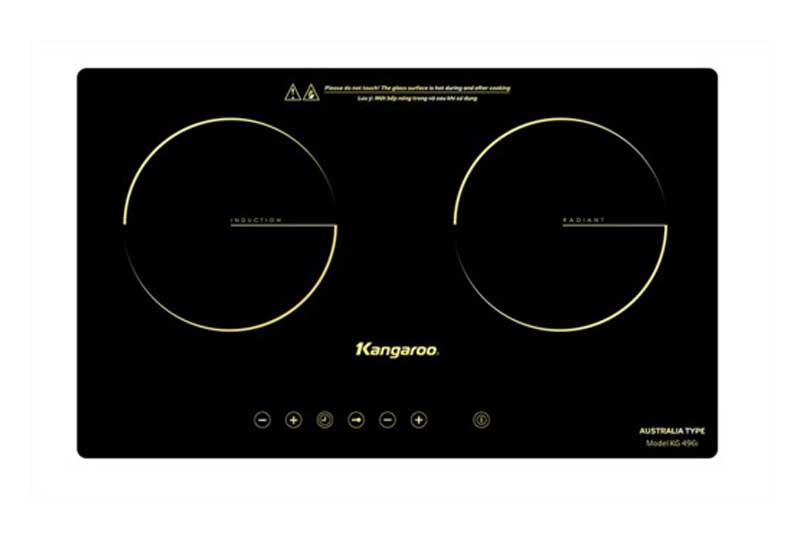 Please do not touch! The glass surface is hot during and after cooking
Lưu ý: Mặt bếp nóng trong và sau khi sử dụng
INDUCTION
RADIANT
Kangaroo
AUSTRALIA TYPE
Model KG 496i